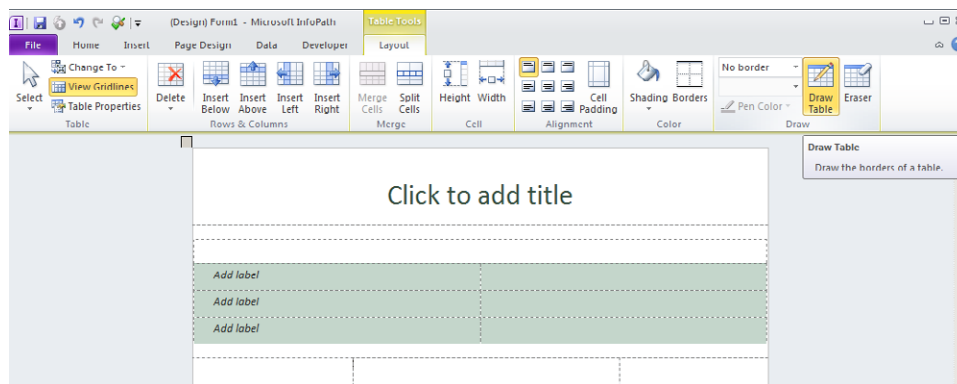 (Design) Form1 - Microsoft InfoPath
Table Tools
File Home Insert Page Design Data Developer Layout
Select
Change To
View Gridlines
Table Properties
Table
Delete
Insert Below
Insert Above
Insert Left
Insert Right
Rows & Columns
Merge Cells
Split Cells
Merge
Height Width
Cell
Cell Padding
Alignment
Shading Borders
Color
No border
Pen Color
Draw Table
Eraser
Draw
Draw Table
Draw the borders of a table.
Click to add title
Add label
Add label
Add label